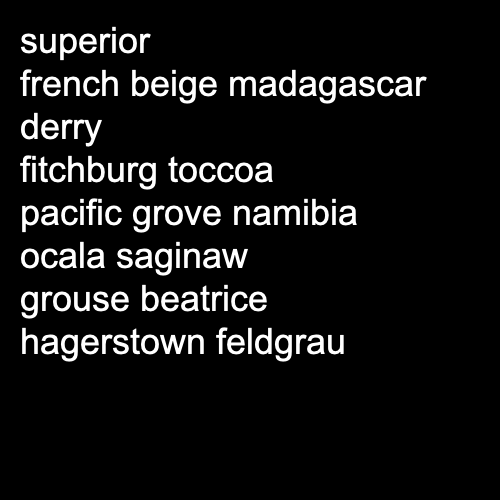 superior
french beige madagascar
derry
fitchburg toccoa
pacific grove namibia
ocala saginaw
grouse beatrice
hagerstown feldgrau